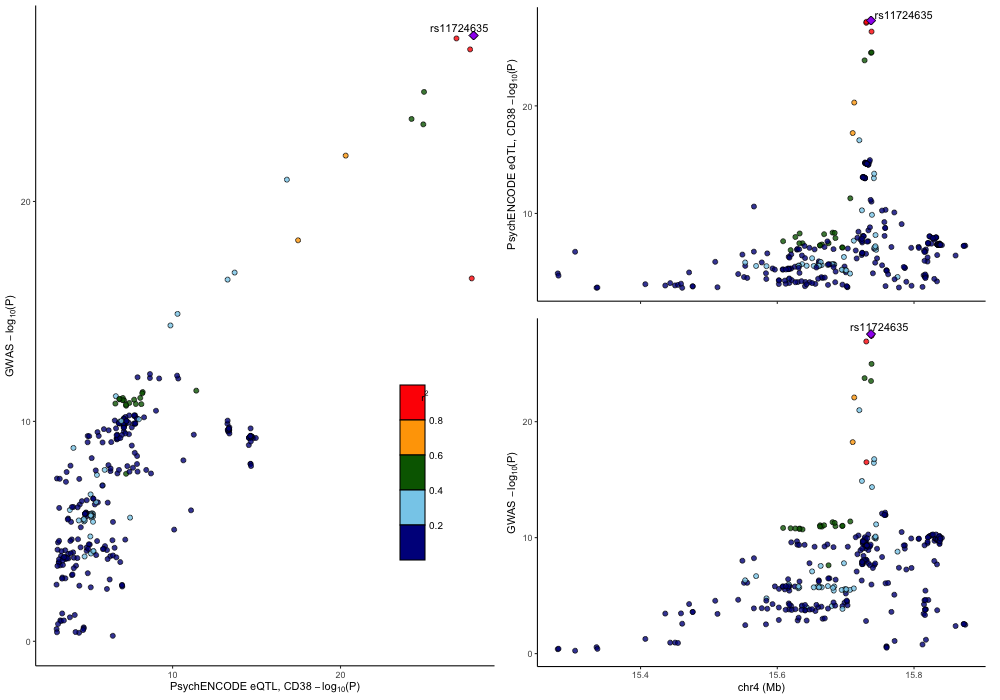 rs11724635
GWAS −log10(P)
20
10
0
10
20
PsychENCODE eQTL, CD38 −log10(P)
r2
0.8
0.6
0.4
0.2
rs11724635
PsychENCODE eQTL, CD38 −log10(P)
20
10
rs11724635
GWAS −log10(P)
20
10
0
15.4
15.6
15.8
chr4 (Mb)